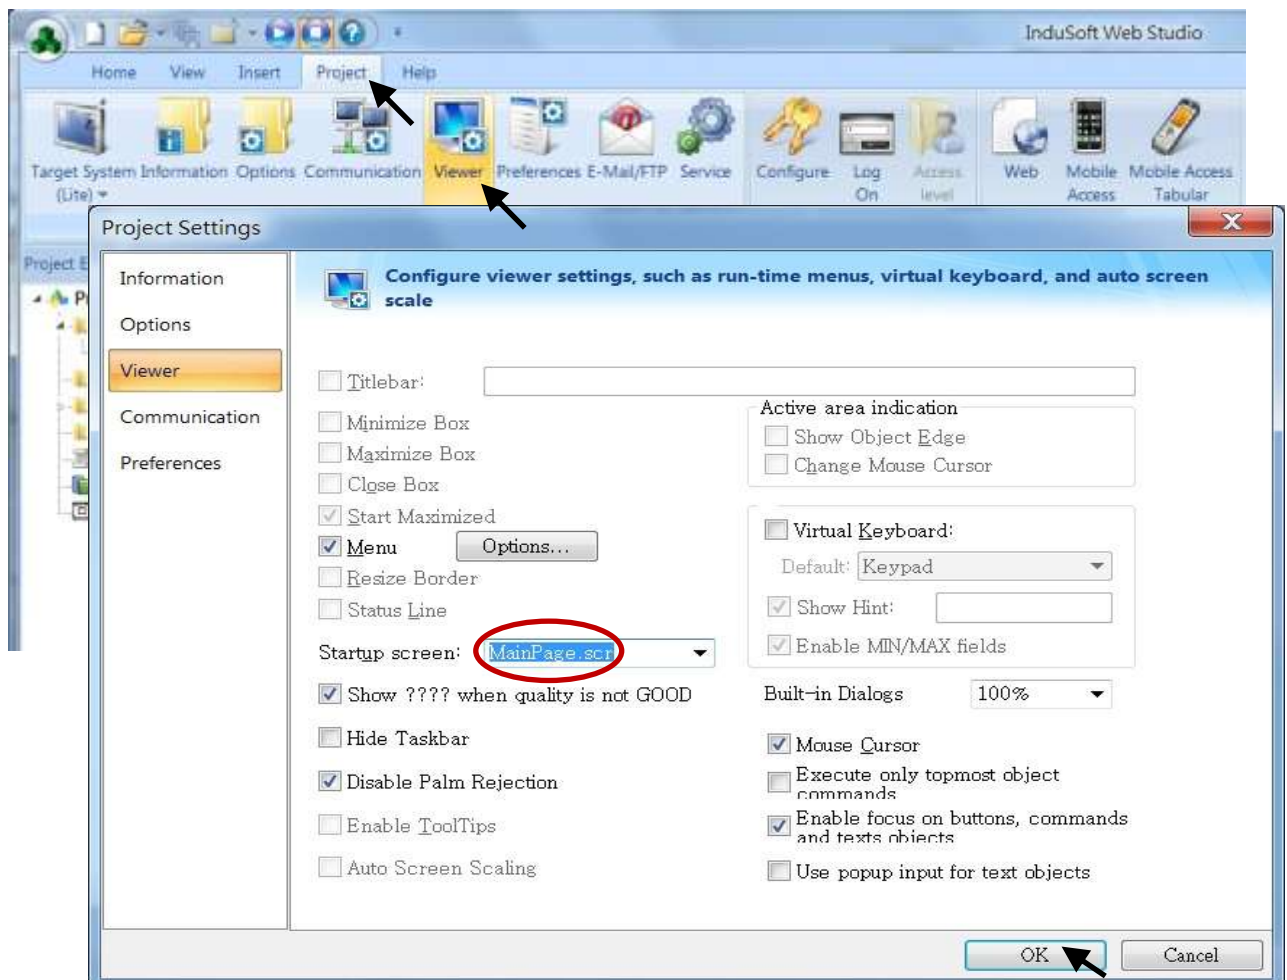 InduSoft Web Studio
Home View Insert Project Help
Target System (Lite)
Information
Options
Communication
Viewer
Preferences
E-Mail/FTP
Service
Configure
Log On
Access level
Web
Mobile Access
Mobile Access Tabular
Project Settings
X
Project E
Information
Options
Viewer
Communication
Preferences
Configure viewer settings, such as run-time menus, virtual keyboard, and auto screen
scale
Titlebar:
Minimize Box
Maximize Box
Close Box
Start Maximized
Menu Options...
Resize Border
Status Line
Startup screen: MainPage.scr
Show ???? when quality is not GOOD
Hide Taskbar
Disable Palm Rejection
Enable ToolTips
Auto Screen Scaling
Active area indication
Show Object Edge
Change Mouse Cursor
Virtual Keyboard:
Default: Keypad
Show Hint:
Enable MIN/MAX fields
Built-in Dialogs 100%
Mouse Cursor
Execute only topmost object
commands
Enable focus on buttons, commands
and texts objects
Use popup input for text objects
OK Cancel